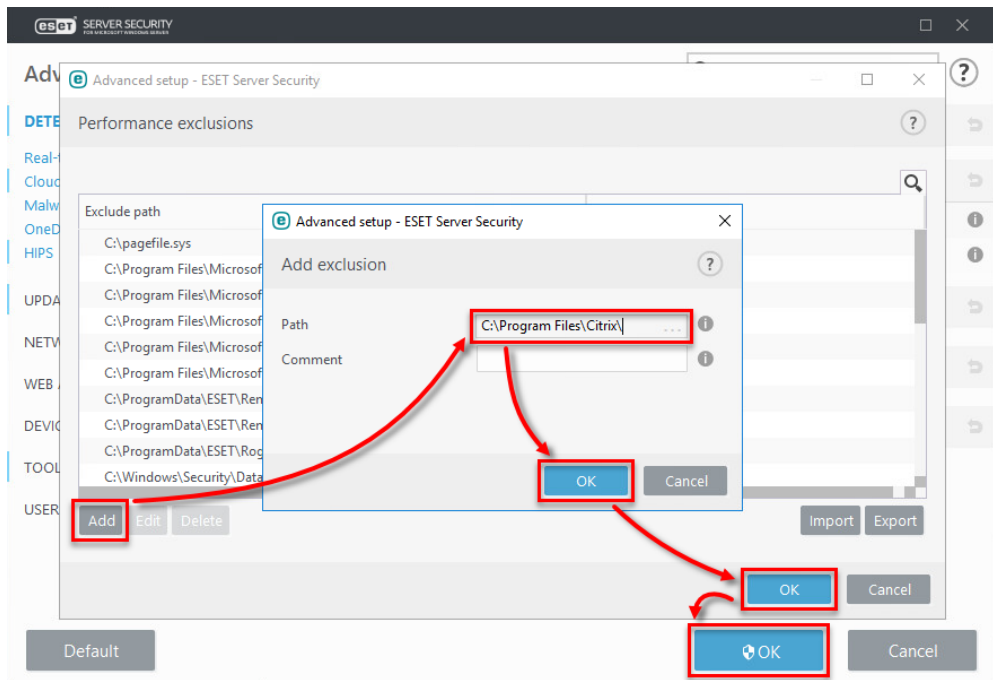 eset SERVER SECURITY
FOR MICROSOFT WINDOWS SERVER
Adv
Advanced setup - ESET Server Security
?
DETE
Performance exclusions
?
Real-t
Cloud
Malw
OneD
HIPS
UPDA
NETW
WEB
DEVIC
TOOL
USER
Exclude path
C:\pagefile.sys
C:\Program Files\Microsof
C:\Program Files\Microsof
C:\Program Files\Microsof
C:\Program Files\Microsof
C:\Program Files\Microsof
C:\ProgramData\ESET\Ren
C:\ProgramData\ESET\Ren
C:\ProgramData\ESET\Rog
C:\Windows\Security\Data
Advanced setup - ESET Server Security
Add exclusion
?
Path
C:\Program Files\Citrix\
...
Comment
OK Cancel
Add Edit Delete
Import Export
OK Cancel
Default
OK Cancel